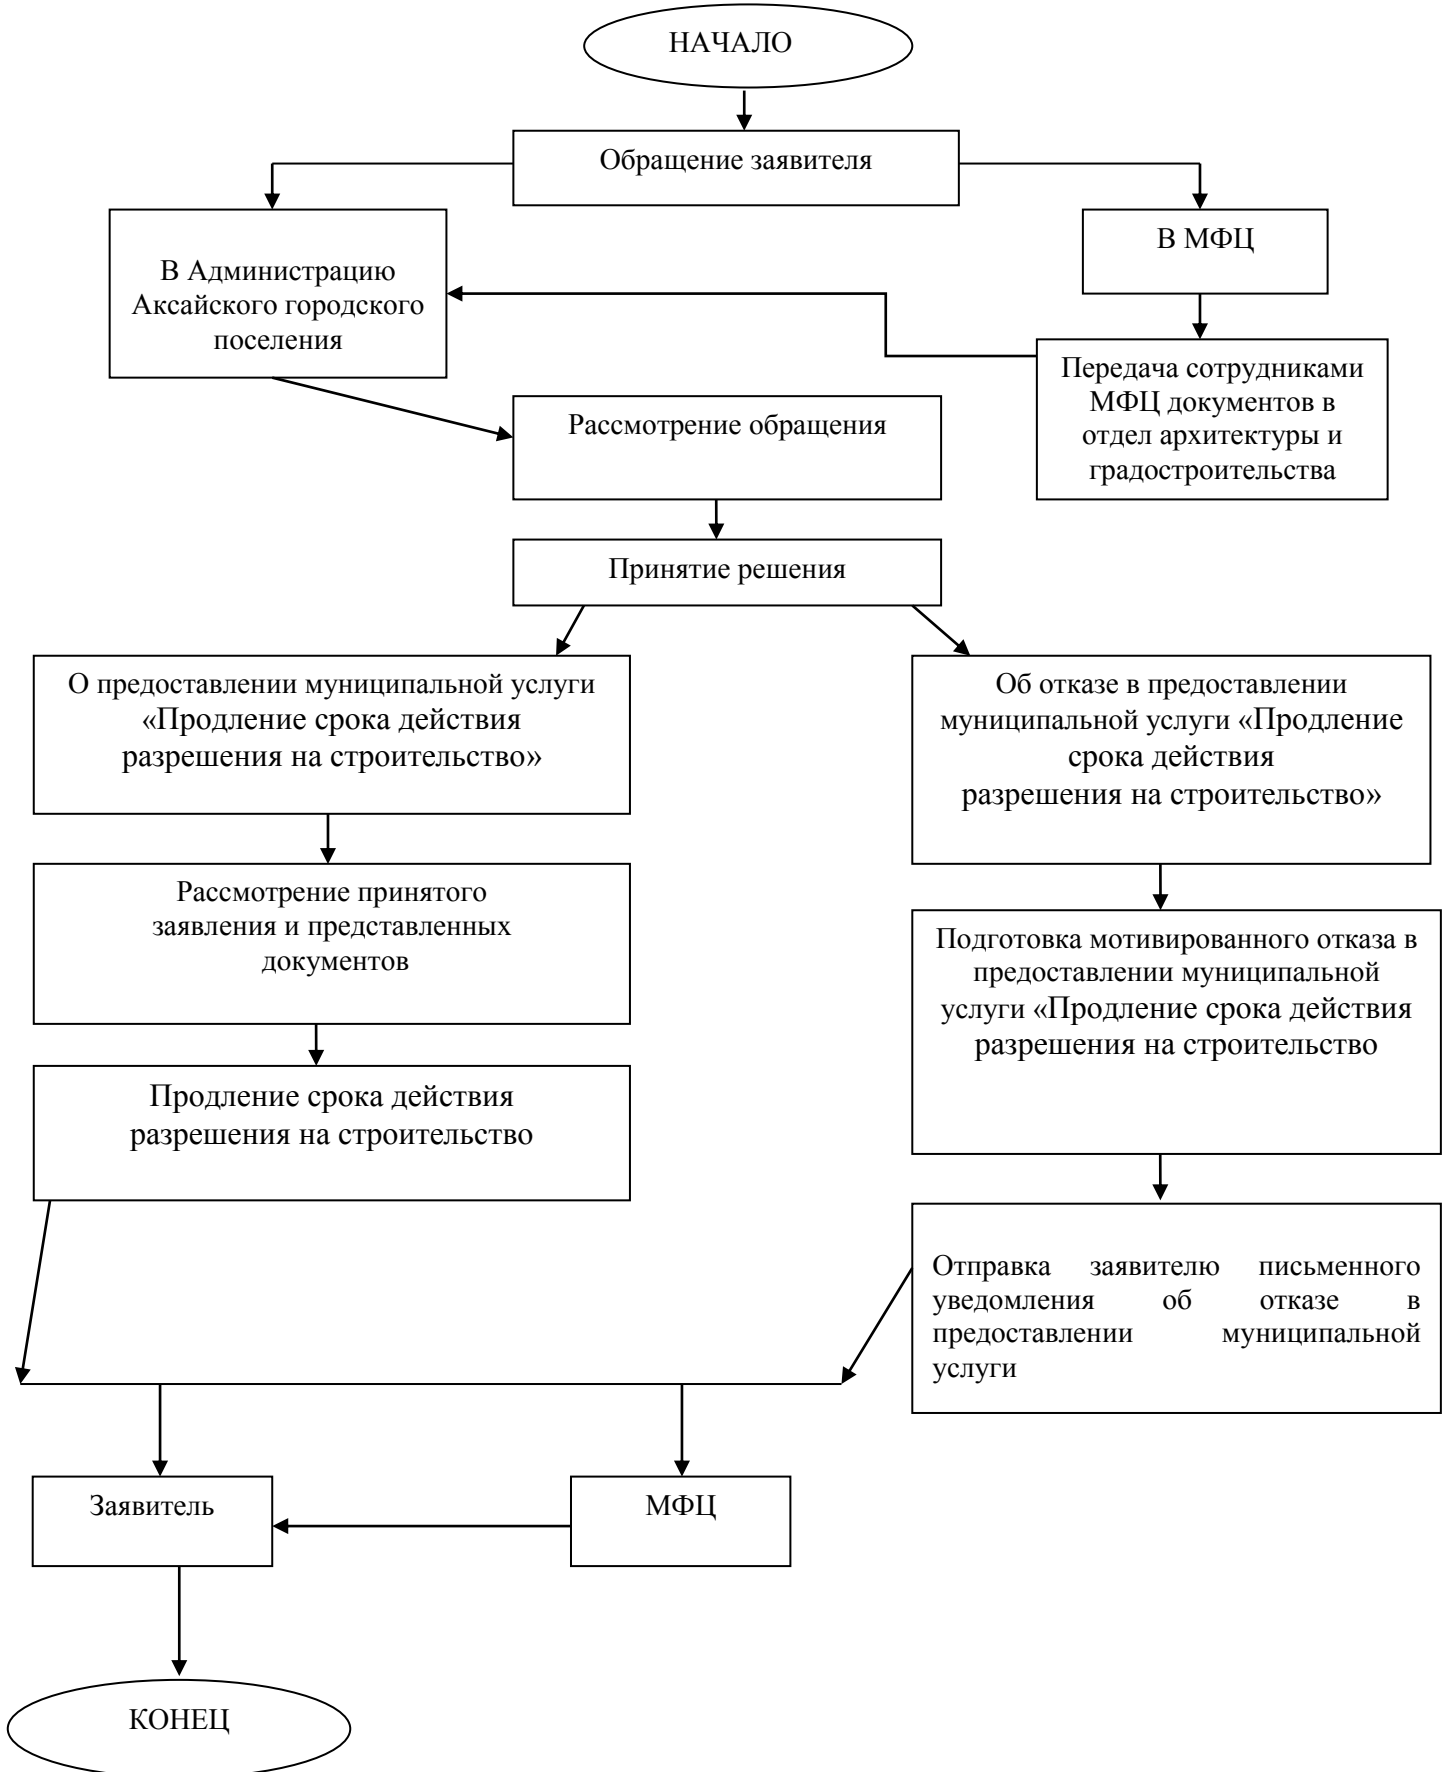 НАЧАЛО
Обращение заявителя
В Администрацию
Аксайского городского
поселения
В МФЦ
Передача сотрудниками
МФЦ документов в
отдел архитектуры и
градостроительства
Рассмотрение обращения
Принятие решения
О предоставлении муниципальной услуги
«Продление срока действия
разрешения на строительство»
Об отказе в предоставлении
муниципальной услуги «Продление
срока действия
разрешения на строительство»
Рассмотрение принятого
заявления и представленных
документов
Подготовка мотивированного отказа в
предоставлении муниципальной
услуги «Продление срока действия
разрешения на строительство
Продление срока действия
разрешения на строительство
Отправка заявителю письменного
уведомления об отказе в
предоставлении муниципальной
услуги
Заявитель
МФЦ
КОНЕЦ